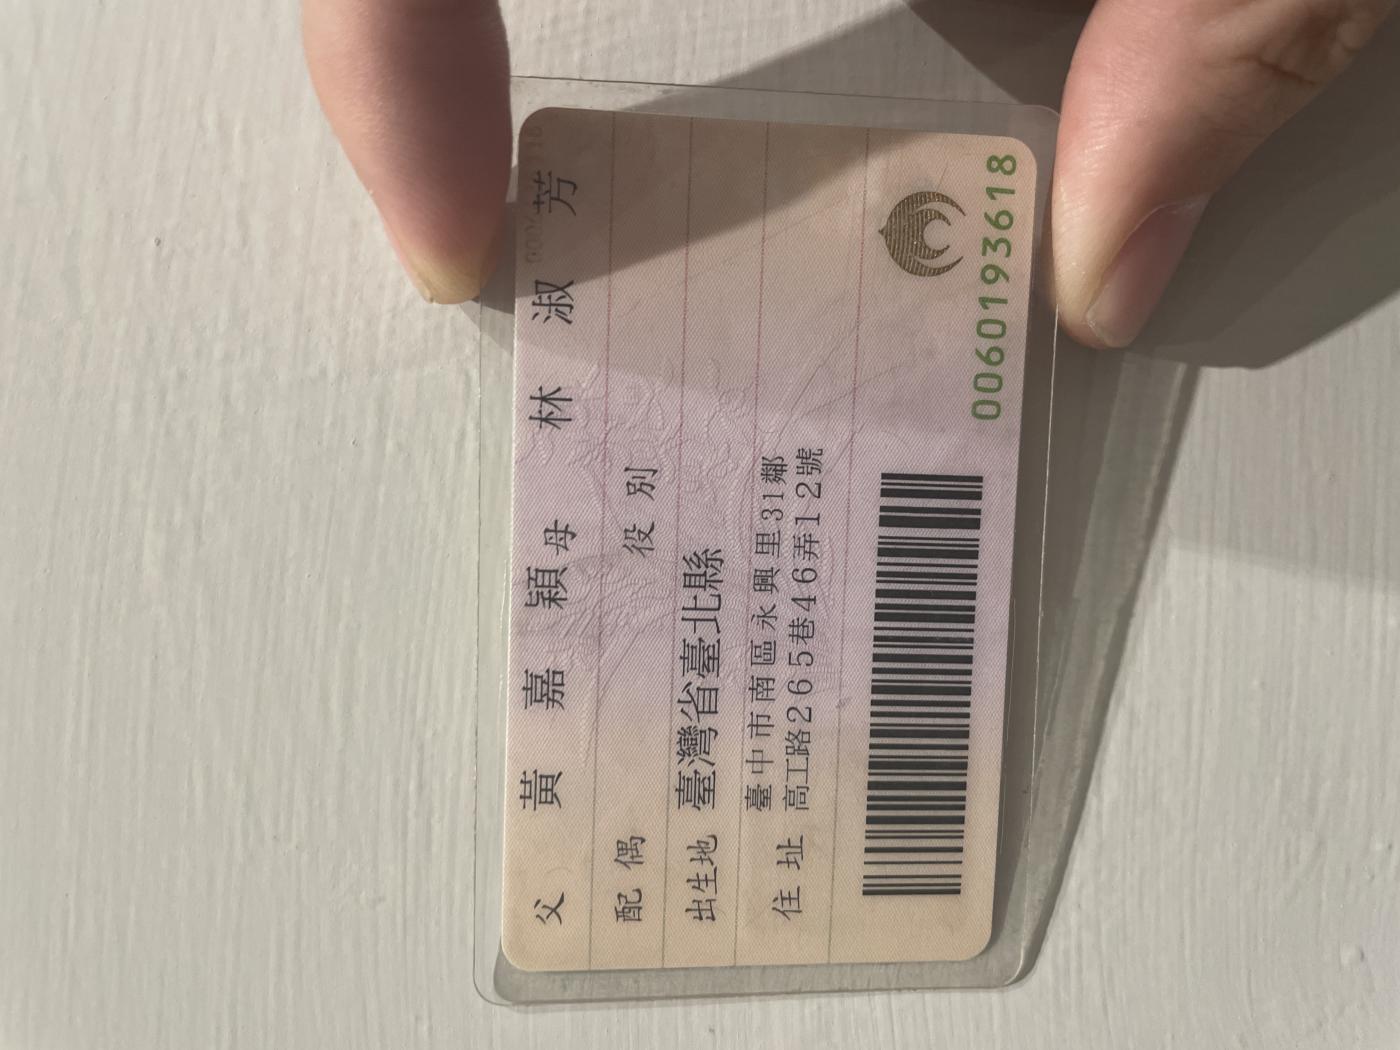 父 黃嘉穎 母 林淑芳
配偶 役別
出生地 臺灣省臺北縣
住址 臺中市南區永興里31鄰
高工路265巷46弄12號
0060193618